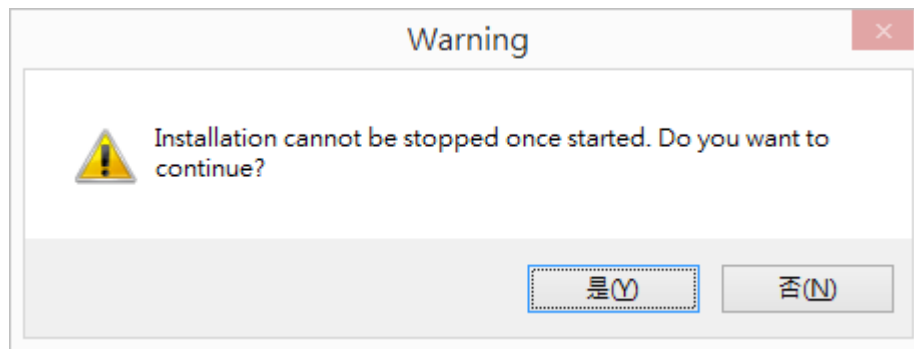 Warning
Installation cannot be stopped once started. Do you want to
continue?
是(Y) 否(N)